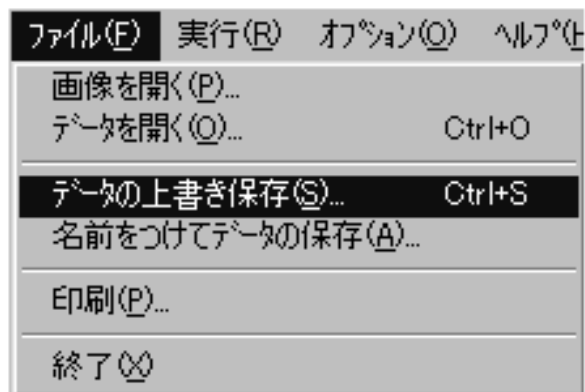 ファイル(F) 実行(R) オプション(O) ヘルプ(H
画像を開く(P)...
データを開く(O)... Ctrl+O
データの上書き保存(S)... Ctrl+S
名前をつけてデータの保存(A)...
印刷(P)...
終了(X)